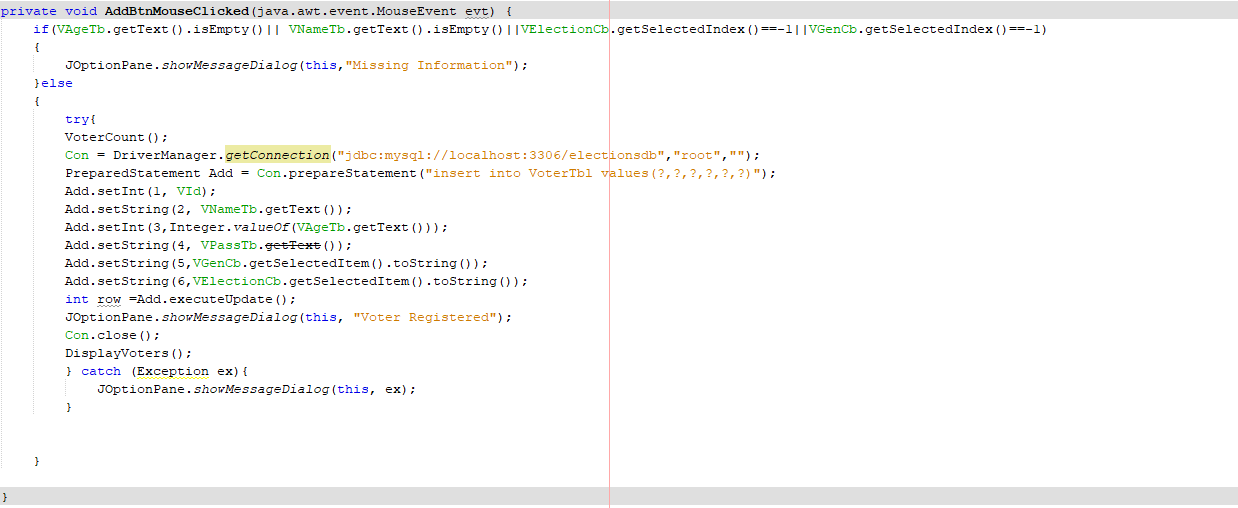 private void AddBtnMouseClicked(java.awt.event.MouseEvent evt) {
if(VAgeTb.getText().isEmpty()|| VNameTb.getText().isEmpty()||VElectionCb.getSelectedIndex()==-1||VGenCb.getSelectedIndex()==-1)
{
JOptionPane.showMessageDialog(this,"Missing Information");
}else
{
try{
VoterCount();
Con = DriverManager.getConnection("jdbc:mysql://localhost:3306/electionsdb","root","");
PreparedStatement Add = Con.prepareStatement("insert into VoterTbl values(?,?,?,?,?,?)");
Add.setInt(1, VId);
Add.setString(2, VNameTb.getText());
Add.setInt(3,Integer.valueOf(VAgeTb.getText()));
Add.setString(4, VPassTb.getText());
Add.setString(5,VGenCb.getSelectedItem().toString());
Add.setString(6,VElectionCb.getSelectedItem().toString());
int row =Add.executeUpdate();
JOptionPane.showMessageDialog(this, "Voter Registered");
Con.close();
DisplayVoters();
} catch (Exception ex){
JOptionPane.showMessageDialog(this, ex);
}
}
}